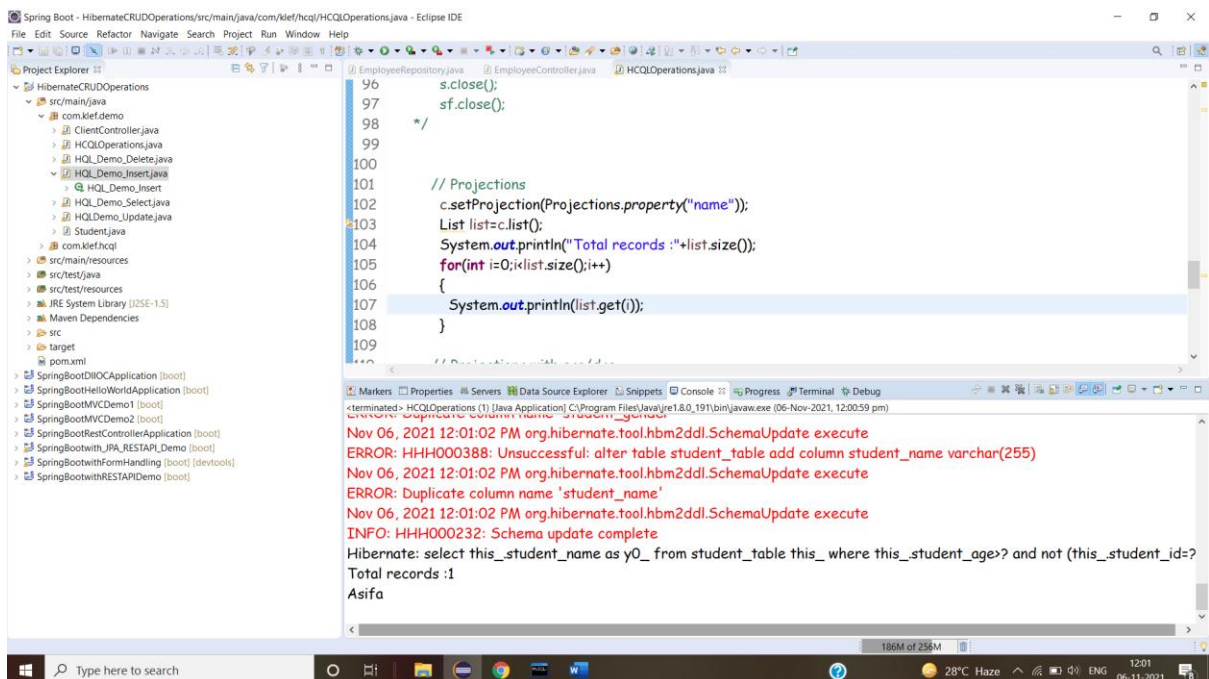 Spring Boot - HibernateCRUDOperations/src/main/java/com/klef/hcql/HCQLOperations.java - Eclipse IDE
File Edit Source Refactor Navigate Search Project Run Window Help
Project Explorer
HibernateCRUDOperations
src/main/java
com.klef.demo
ClientController.java
HCQLOperations.java
HQL_Demo_Delete.java
HQL_Demo_Insert.java
HQL_Demo_Insert
HQL_Demo_Select.java
HQLDemo_Update.java
Student.java
com.klef.hcql
src/main/resources
src/test/java
src/test/resources
JRE System Library [J2SE-1.5]
Maven Dependencies
src
target
pom.xml
SpringBootDIIOCApplication [boot]
SpringBootHelloWorldApplication [boot]
SpringBootMVCDemo1 [boot]
SpringBootMVCDemo2 [boot]
SpringBootRestControllerApplication [boot]
SpringBootwith_JPA_RESTAPI_Demo [boot]
SpringBootwithFormHandling [boot] [devtools]
SpringBootwithRESTAPIDemo [boot]
EmployeeRepository.java EmployeeController.java HCQLOperations.java
96 s.close();
97 sf.close();
98 */
99
100
101 // Projections
102 c.setProjection(Projections.property("name"));
103 List list=c.list();
104 System.out.println("Total records :"+list.size());
105 for(int i=0;i<list.size();i++)
106 {
107 System.out.println(list.get(i));
108 }
109
Markers Properties Servers Data Source Explorer Snippets Console Progress Terminal Debug
<terminated> HCQLOperations (1) [Java Application] C:\Program Files\Java\jre1.8.0_191\bin\javaw.exe (06-Nov-2021, 12:00:59 pm)
ERROR: Duplicate column name 'student_gender'
Nov 06, 2021 12:01:02 PM org.hibernate.tool.hbm2ddl.SchemaUpdate execute
ERROR: HHH000388: Unsuccessful: alter table student_table add column student_name varchar(255)
Nov 06, 2021 12:01:02 PM org.hibernate.tool.hbm2ddl.SchemaUpdate execute
ERROR: Duplicate column name 'student_name'
Nov 06, 2021 12:01:02 PM org.hibernate.tool.hbm2ddl.SchemaUpdate execute
INFO: HHH000232: Schema update complete
Hibernate: select this_.student_name as y0_ from student_table this_ where this_.student_age>? and not (this_.student_id=?
Total records :1
Asifa
186M of 256M
Type here to search
28°C Haze ENG 12:01
06-11-2021